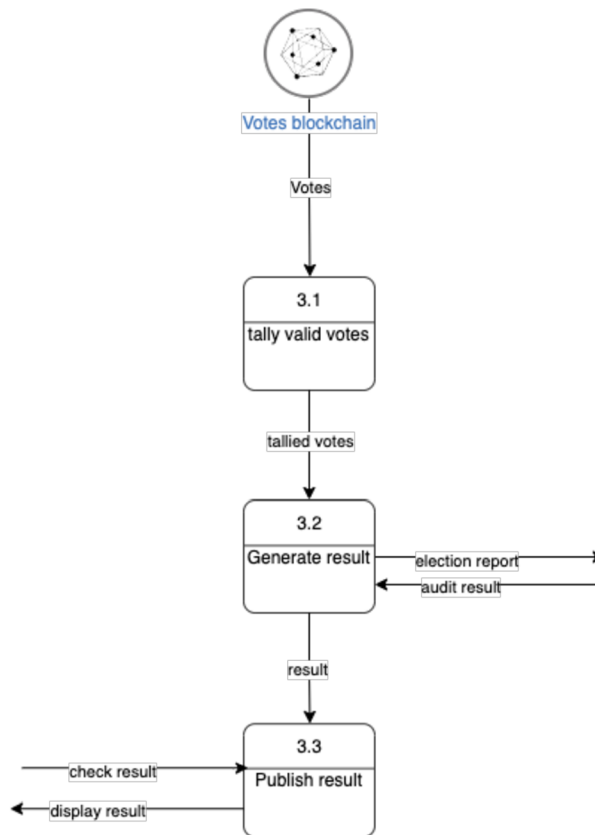 Votes blockchain
Votes
3.1
tally valid votes
tallied votes
3.2
Generate result
election report
audit result
result
3.3
check result
Publish result
display result